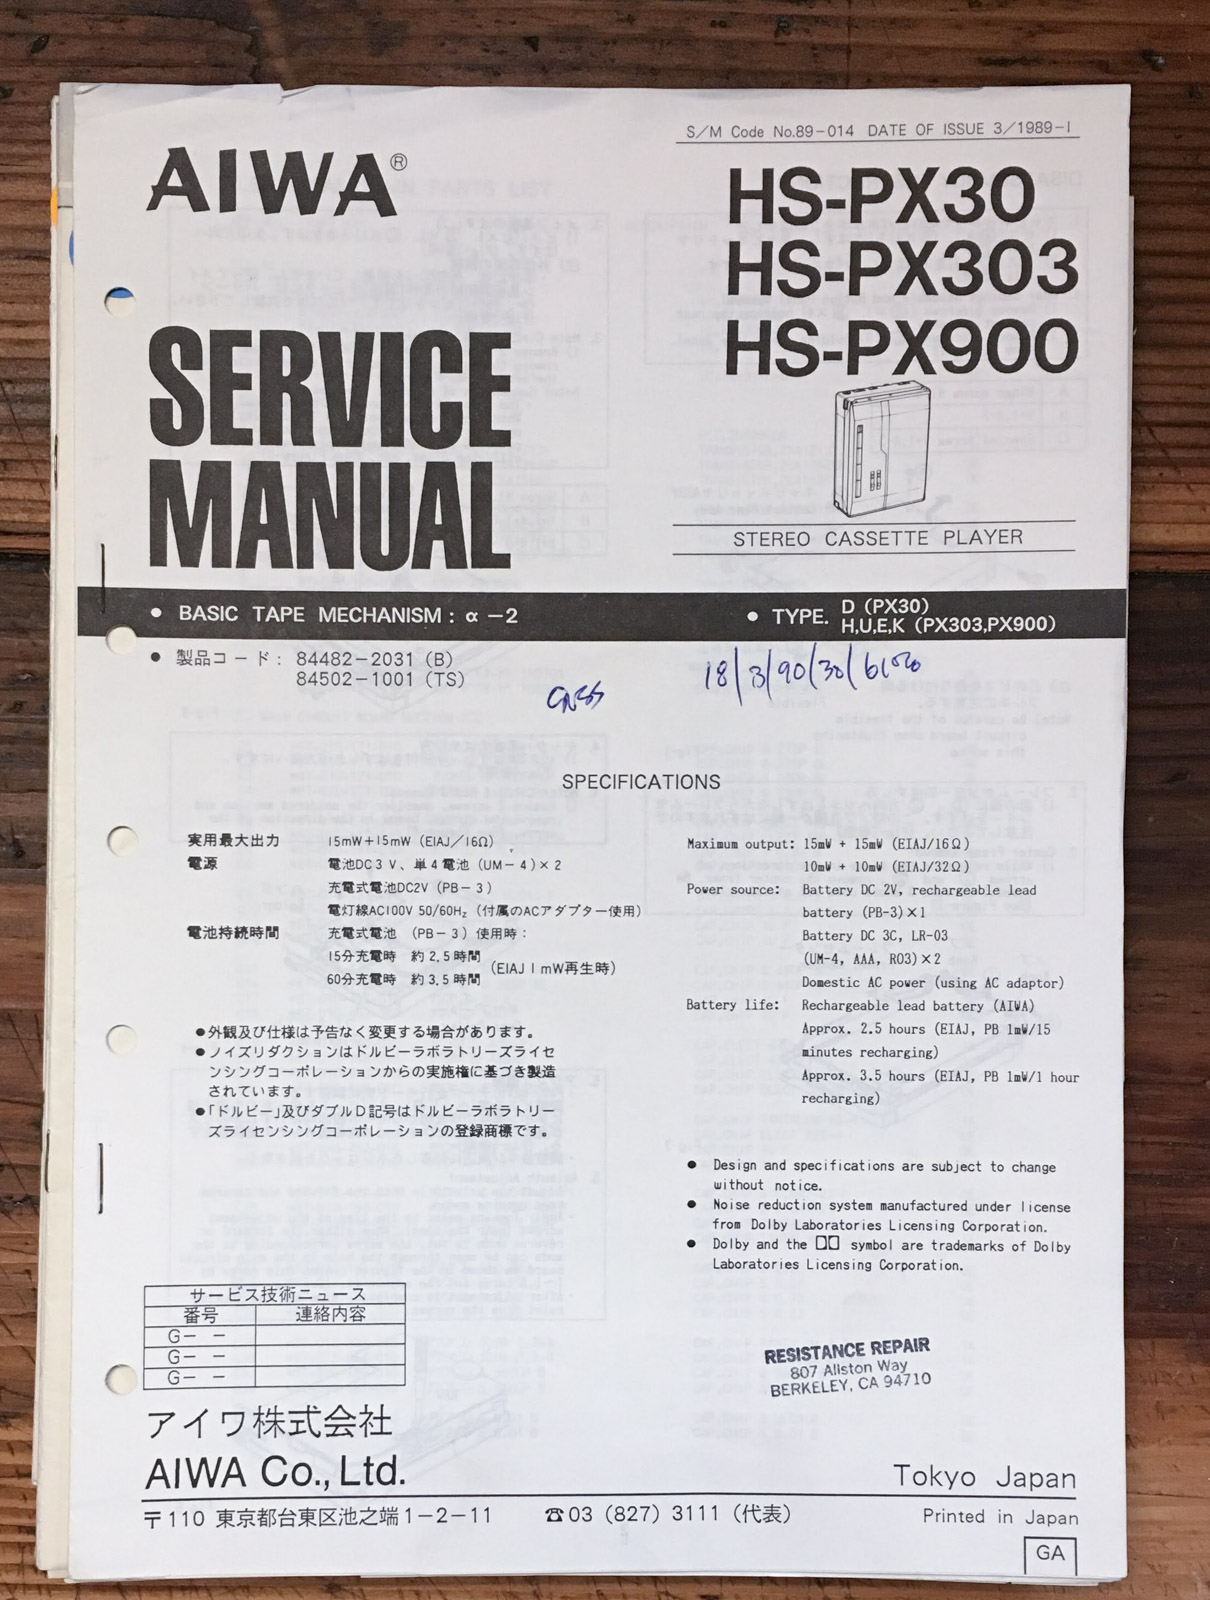 S/M Code No.89-014 DATE OF ISSUE 3/1989-I
AIWA®
HS-PX30
HS-PX303
HS-PX900
SERVICE
MANUAL
STEREO CASSETTE PLAYER
● BASIC TAPE MECHANISM : α-2
● TYPE. D (PX30)
H,U,E,K (PX303,PX900)
● 製品コード: 84482-2031 (B)
84502-1001 (TS)
18/3/90/30/
SPECIFICATIONS
実用最大出力 15mW+15mW (EIAJ/16Ω)
電源 電池DC3V、単4電池 (UM-4)×2
充電式電池DC2V (PB-3)
電灯線AC100V 50/60Hz (付属のACアダプター使用)
電池持続時間 充電式電池 (PB-3) 使用時:
15分充電時 約2.5時間
60分充電時 約3.5時間
(EIAJ 1mW再生時)
●外観及び仕様は予告なく変更する場合があります。
●ノイズリダクションはドルビーラボラトリーズライセ
ンシングコーポレーションからの実施権に基づき製造
されています。
●「ドルビー」及びダブルD記号はドルビーラボラトリー
ズライセンシングコーポレーションの登録商標です。
Maximum output: 15mW + 15mW (EIAJ/16Ω)
10mW + 10mW (EIAJ/32Ω)
Power source: Battery DC 2V, rechargeable lead
battery (PB-3)×1
Battery DC 3C, LR-03
(UM-4, AAA, R03)×2
Domestic AC power (using AC adaptor)
Battery life: Rechargeable lead battery (AIWA)
Approx. 2.5 hours (EIAJ, PB 1mW/15
minutes recharging)
Approx. 3.5 hours (EIAJ, PB 1mW/1 hour
recharging)
● Design and specifications are subject to change
without notice.
● Noise reduction system manufactured under license
from Dolby Laboratories Licensing Corporation.
● Dolby and the symbol are trademarks of Dolby
Laboratories Licensing Corporation.
サービス技術ニュース
番号 連絡内容
G- -
G- -
G- -
RESISTANCE REPAIR
807 Allston Way
BERKELEY, CA 94710
アイワ株式会社
AIWA Co., Ltd.
Tokyo Japan
〒110 東京都台東区池之端1-2-11 ☎03 (827) 3111 (代表)
Printed in Japan
GA